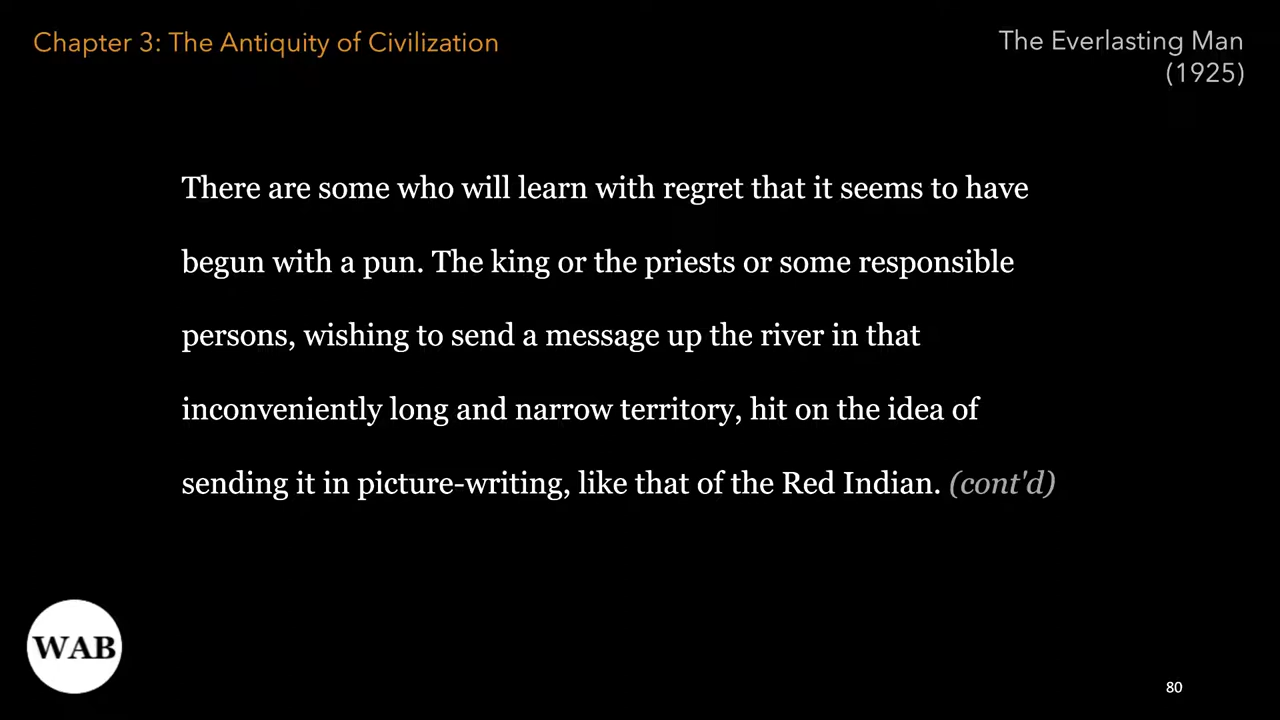 Chapter 3: The Antiquity of Civilization
The Everlasting Man
(1925)
There are some who will learn with regret that it seems to have
begun with a pun. The king or the priests or some responsible
persons, wishing to send a message up the river in that
inconveniently long and narrow territory, hit on the idea of
sending it in picture-writing, like that of the Red Indian. (cont'd)
WAB
80